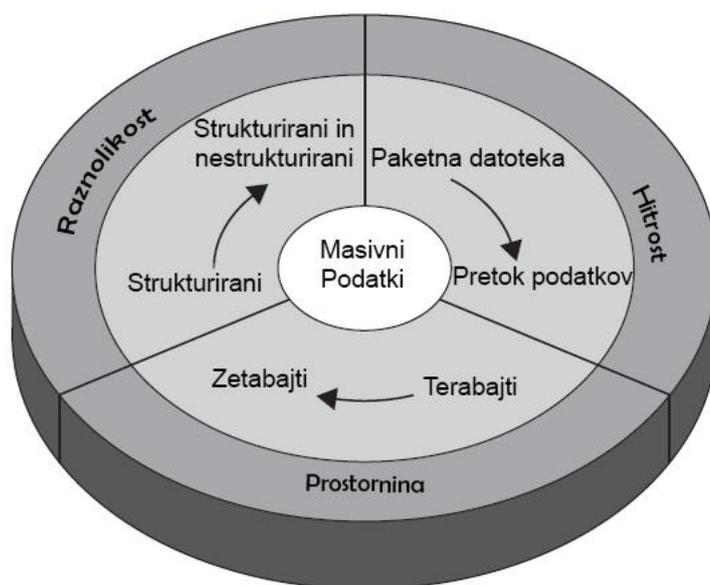 Raznolikost
Strukturirani in
nestrukturirani
Strukturirani
Paketna datoteka
Pretok podatkov
Hitrost
Masivni
Podatki
Zetabajti
Terabajti
Prostornina